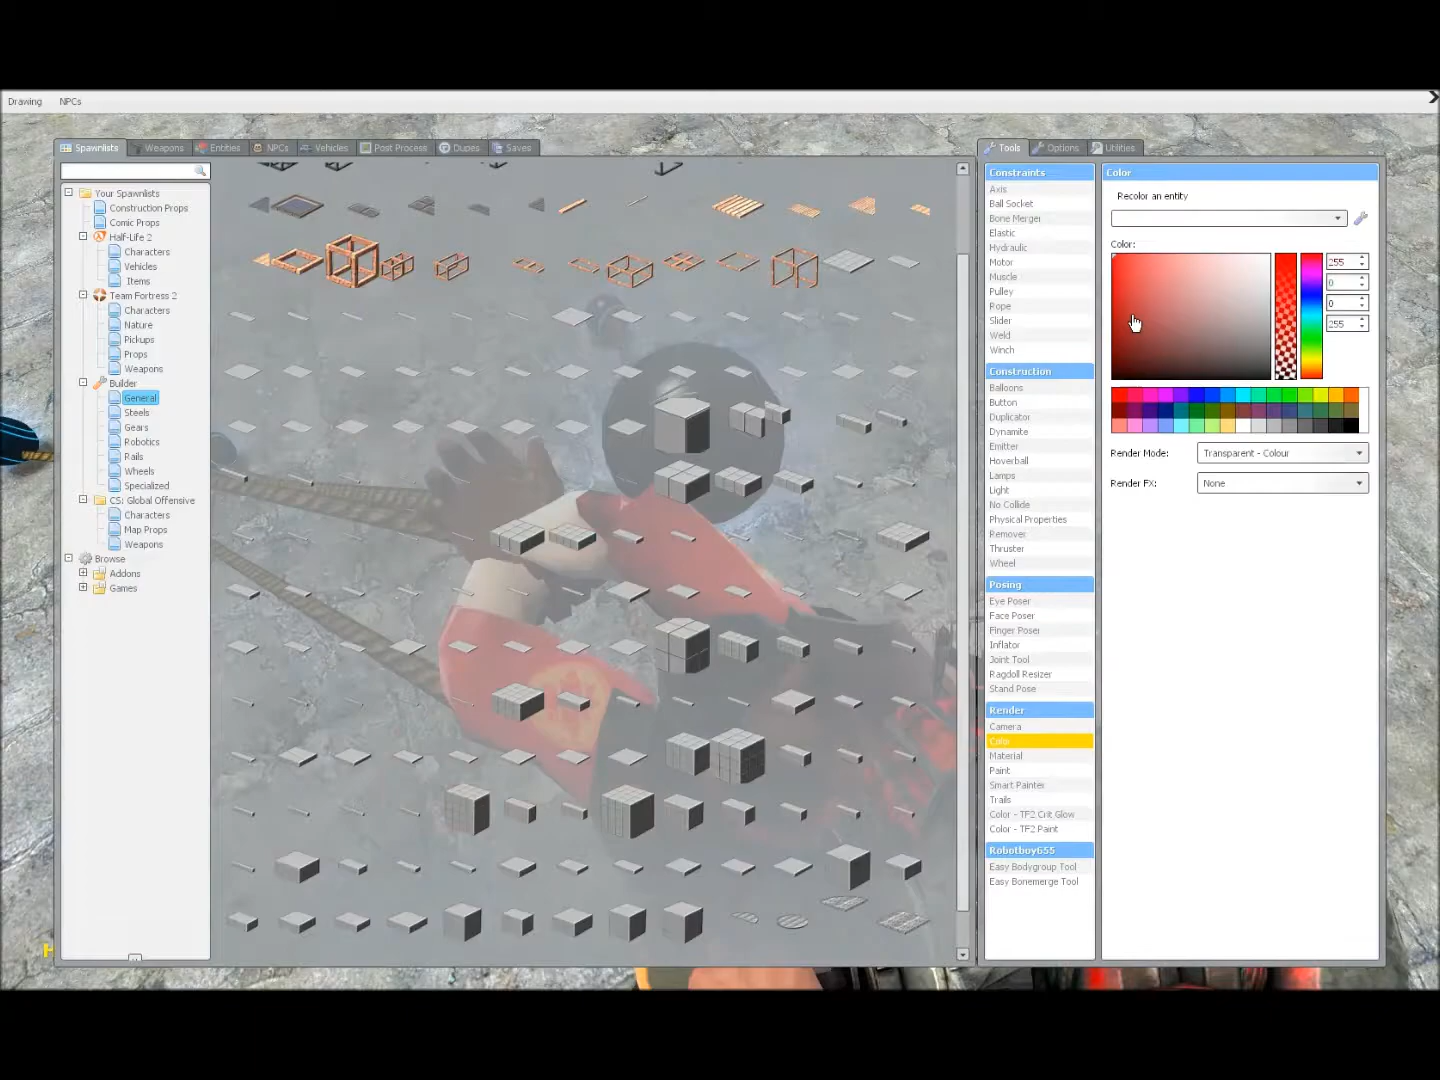 Drawing NPCs
Spawnlists Weapons Entities NPCs Vehicles Post Process Dupes Saves
Your Spawnlists
Construction Props
Comic Props
Half-Life 2
Characters
Vehicles
Items
Team Fortress 2
Characters
Nature
Pickups
Props
Weapons
Builder
General
Steels
Gears
Robotics
Rails
Wheels
Specialized
CS: Global Offensive
Characters
Map Props
Weapons
Browse
Addons
Games
Tools Options Utilities
Constraints
Axis
Ball Socket
Bone Merger
Elastic
Hydraulic
Motor
Muscle
Pulley
Rope
Slider
Weld
Winch
Construction
Balloons
Button
Duplicator
Dynamite
Emitter
Hoverball
Lamps
Light
No Collide
Physical Properties
Remover
Thruster
Wheel
Posing
Eye Poser
Face Poser
Finger Poser
Inflator
Joint Tool
Ragdoll Resizer
Stand Pose
Render
Camera
Color
Material
Paint
Smart Painter
Trails
Color - TF2 Crit Glow
Color - TF2 Paint
Robotboy655
Easy Bodygroup Tool
Easy Bonemerge Tool
Color
Recolor an entity
Color:
255
0
0
255
Render Mode: Transparent - Colour
Render FX: None